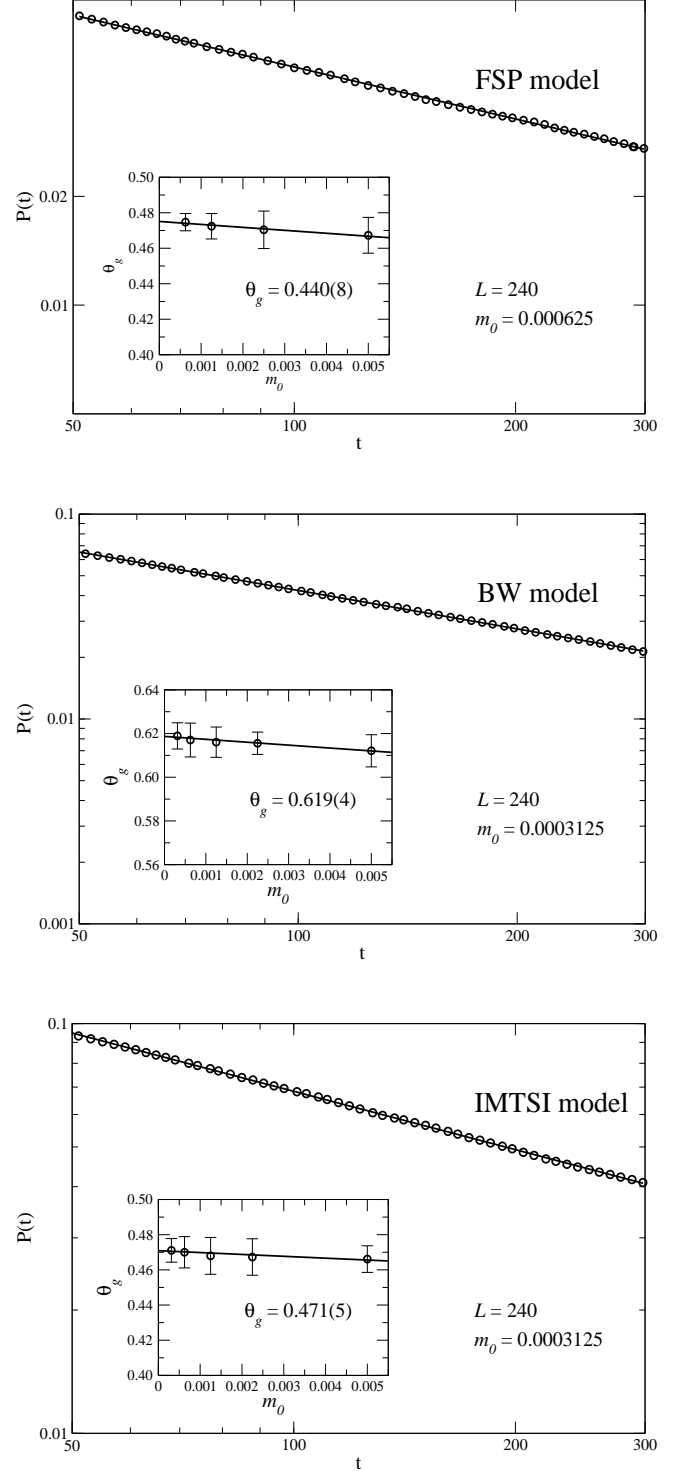 FSP model
P(t)
0.02
0.01
0.50
0.48
0.46
0.44
0.42
0.40
θg
θg = 0.440(8)
0 0.001 0.002 0.003 0.004 0.005
m0
L = 240
m0 = 0.000625
50 100 200 300
t
0.1
BW model
P(t)
0.01
0.64
0.62
0.60
0.58
0.56
θg
θg = 0.619(4)
0 0.001 0.002 0.003 0.004 0.005
m0
L = 240
m0 = 0.0003125
0.001
50 100 200 300
t
0.1
IMTSI model
P(t)
0.50
0.48
0.46
0.44
0.42
0.40
θg
θg = 0.471(5)
0 0.001 0.002 0.003 0.004 0.005
m0
L = 240
m0 = 0.0003125
0.01
50 100 200 300
t